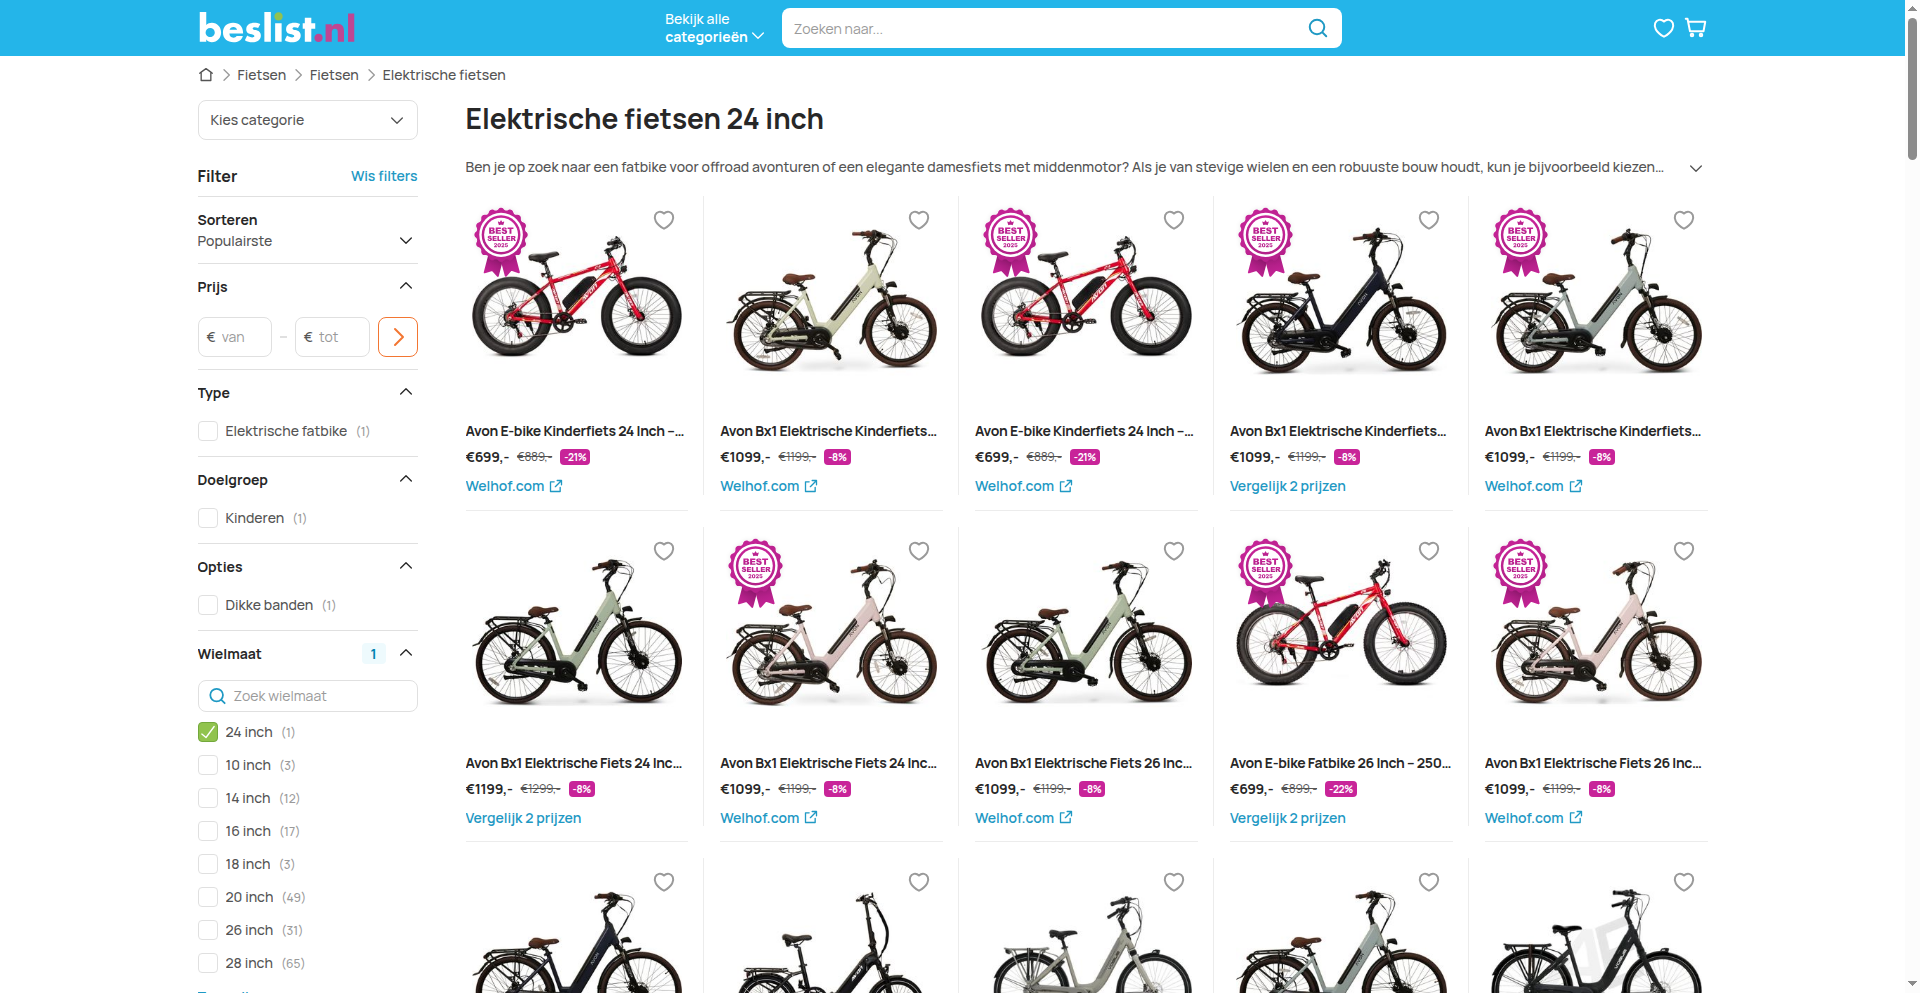 beslist.nl
Bekijk alle
categorieën
Zoeken naar...
Fietsen
Fietsen
Elektrische fietsen
Kies categorie
Filter
Wis filters
Sorteren
Populairste
Prijs
€ van
–
€ tot
Type
Elektrische fatbike (1)
Doelgroep
Kinderen (1)
Opties
Dikke banden (1)
Wielmaat 1
Zoek wielmaat
24 inch (1)
10 inch (3)
14 inch (12)
16 inch (17)
18 inch (3)
20 inch (49)
26 inch (31)
28 inch (65)
Elektrische fietsen 24 inch
Ben je op zoek naar een fatbike voor offroad avonturen of een elegante damesfiets met middenmotor? Als je van stevige wielen en een robuuste bouw houdt, kun je bijvoorbeeld kiezen...
BEST
SELLER
2025
Avon E-bike Kinderfiets 24 Inch –...
€699,- €889,- -21%
Welhof.com
Avon Bx1 Elektrische Kinderfiets...
€1099,- €1199,- -8%
Welhof.com
BEST
SELLER
2025
Avon E-bike Kinderfiets 24 Inch –...
€699,- €889,- -21%
Welhof.com
BEST
SELLER
2025
Avon Bx1 Elektrische Kinderfiets...
€1099,- €1199,- -8%
Vergelijk 2 prijzen
BEST
SELLER
2025
Avon Bx1 Elektrische Kinderfiets...
€1099,- €1199,- -8%
Welhof.com
Avon Bx1 Elektrische Fiets 24 Inc...
€1199,- €1299,- -8%
Vergelijk 2 prijzen
BEST
SELLER
2025
Avon Bx1 Elektrische Fiets 24 Inc...
€1099,- €1199,- -8%
Welhof.com
Avon Bx1 Elektrische Fiets 26 Inc...
€1099,- €1199,- -8%
Welhof.com
BEST
SELLER
2025
Avon E-bike Fatbike 26 Inch – 250...
€699,- €899,- -22%
Vergelijk 2 prijzen
BEST
SELLER
2025
Avon Bx1 Elektrische Fiets 26 Inc...
€1099,- €1199,- -8%
Welhof.com